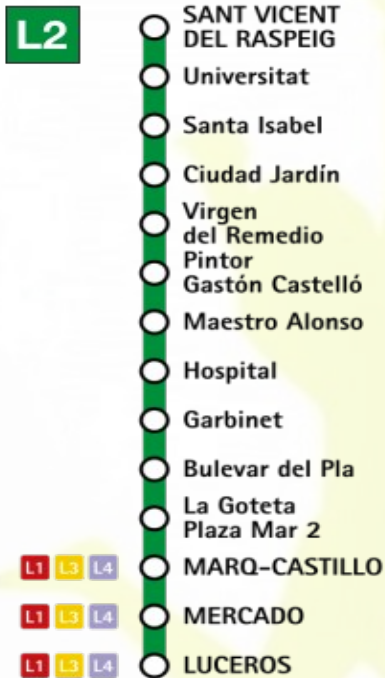 L2
SANT VICENT
DEL RASPEIG
Universitat
Santa Isabel
Ciudad Jardín
Virgen
del Remedio
Pintor
Gastón Castelló
Maestro Alonso
Hospital
Garbinet
Bulevar del Pla
La Goteta
Plaza Mar 2
L1 L3 L4 MARQ-CASTILLO
L1 L3 L4 MERCADO
L1 L3 L4 LUCEROS